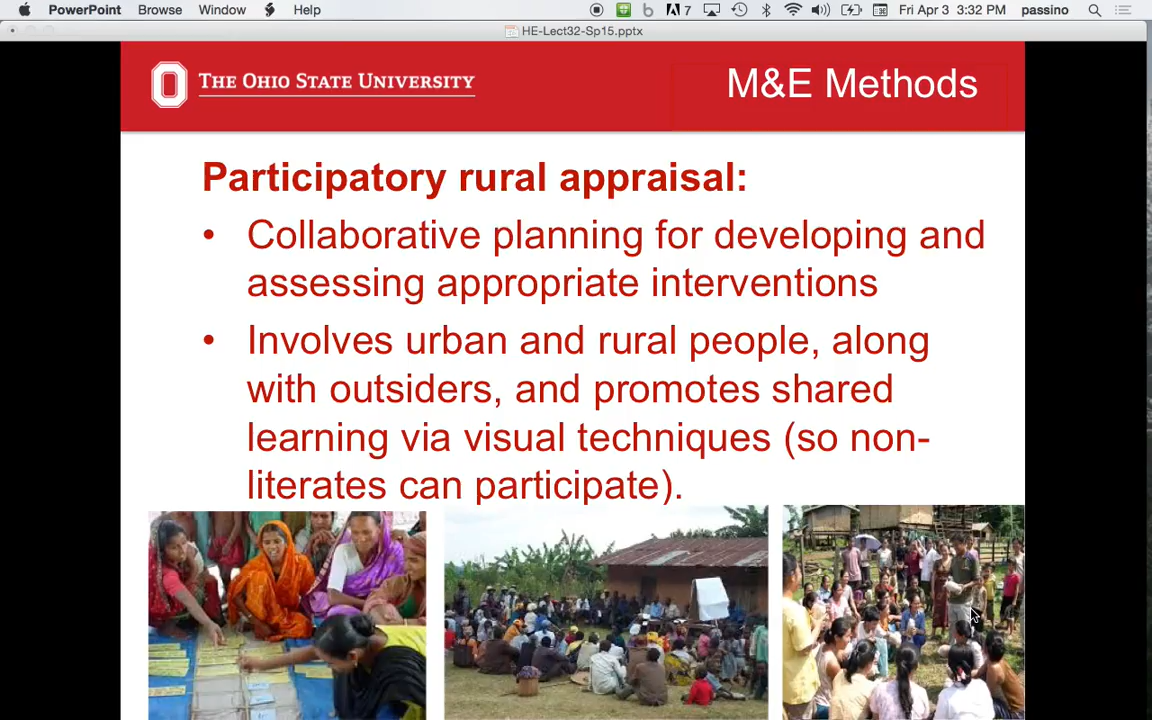 PowerPoint Browse Window Help 7 Fri Apr 3 3:32 PM passino
HE-Lect32-Sp15.pptx
THE OHIO STATE UNIVERSITY
M&E Methods
Participatory rural appraisal:
• Collaborative planning for developing and
assessing appropriate interventions
• Involves urban and rural people, along
with outsiders, and promotes shared
learning via visual techniques (so non-
literates can participate).